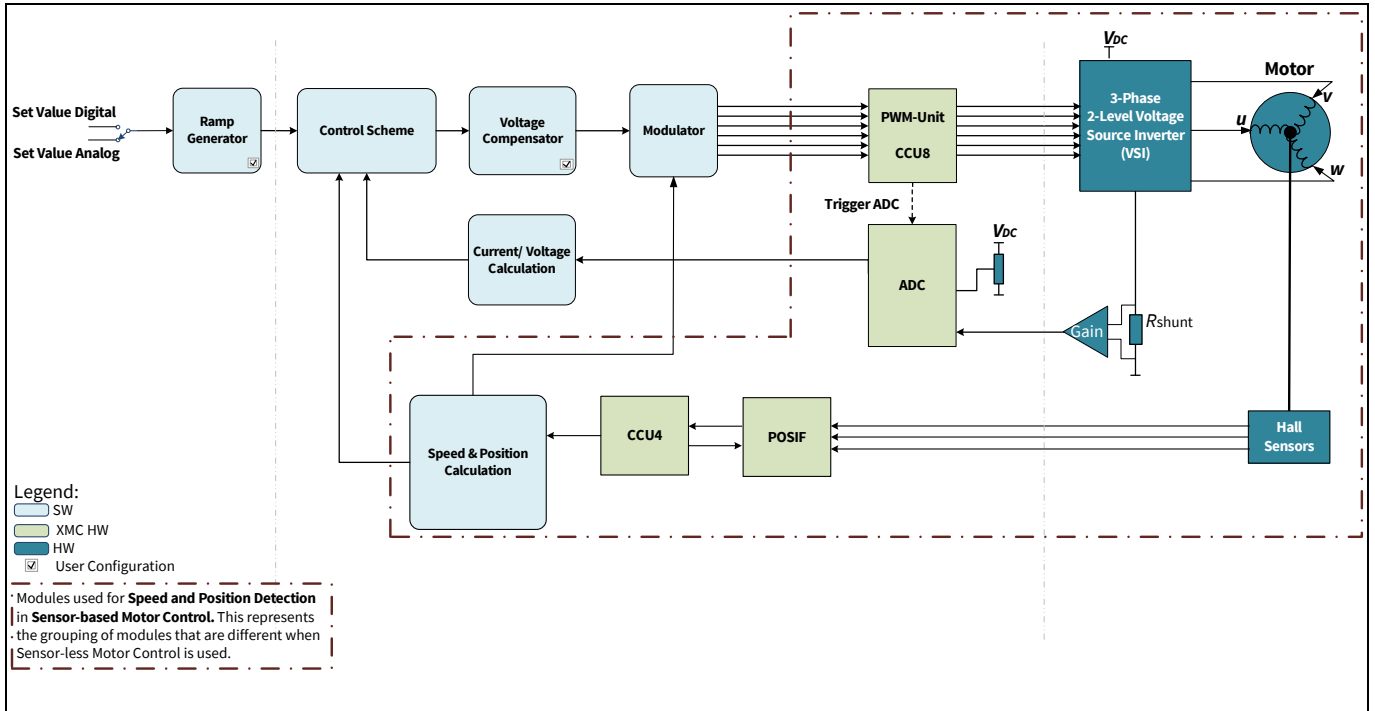 Set Value Digital
Set Value Analog
Ramp
Generator
Control Scheme
Voltage
Compensator
Modulator
PWM-Unit
CCU8
VDC
3-Phase
2-Level Voltage
Source Inverter
(VSI)
Motor
u
v
w
Trigger ADC
Current/ Voltage
Calculation
ADC
VDC
Gain
Rshunt
Speed & Position
Calculation
CCU4
POSIF
Hall
Sensors
Legend:
SW
XMC HW
HW
User Configuration
Modules used for Speed and Position Detection
in Sensor-based Motor Control. This represents
the grouping of modules that are different when
Sensor-less Motor Control is used.